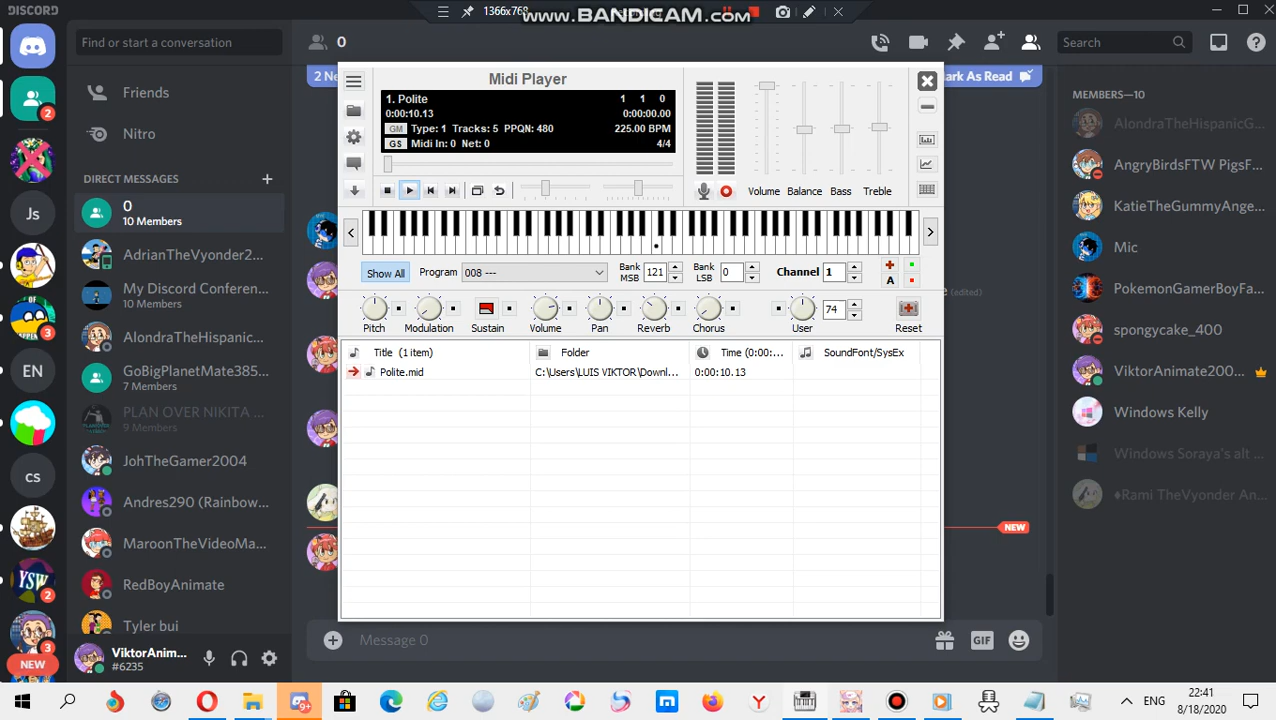 DISCORD
1366x768
www.BANDICAM.com
Find or start a conversation
0
Search
2 Ne
ark As Read
Friends
2
Nitro
DIRECT MESSAGES
0
10 Members
Js
AdrianTheVyonder2...
My Discord Conferen...
10 Members
3
AlondraTheHispanic...
EN
GoBigPlanetMate385...
7 Members
PLAN OVER NIKITA ...
9 Members
JohTheGamer2004
CS
Andres290 (Rainbow...
MaroonTheVideoMa...
RedBoyAnimate
YSW
2
Tyler bui
3
NEW
ViktorAnim...
#6235
Midi Player
1. Polite
1 1 0
0:00:10.13
0:00:00.00
GM Type: 1 Tracks: 5 PPQN: 480
225.00 BPM
GS Midi In: 0 Net: 0
4/4
Volume Balance Bass Treble
Show All
Program 008 ---
Bank MSB 121
Bank LSB 0
Channel 1
A
Pitch Modulation Sustain Volume Pan Reverb Chorus User 74 Reset
Title (1 item)
Folder
Time (0:00:...
SoundFont/SysEx
Polite.mid
C:\Users\LUIS VIKTOR\Downl...
0:00:10.13
e (edited)
NEW
Message 0
GIF
MEMBERS—10
AlondraTheHispanicG...
AngryBirdsFTW PigsF...
KatieTheGummyAnge...
Mic
PokemonGamerBoyFa...
spongycake_400
ViktorAnimate200...
Windows Kelly
Windows Soraya's alt ...
♦Rami TheVyonder An...
9+
ENG
22:41
8/18/2020